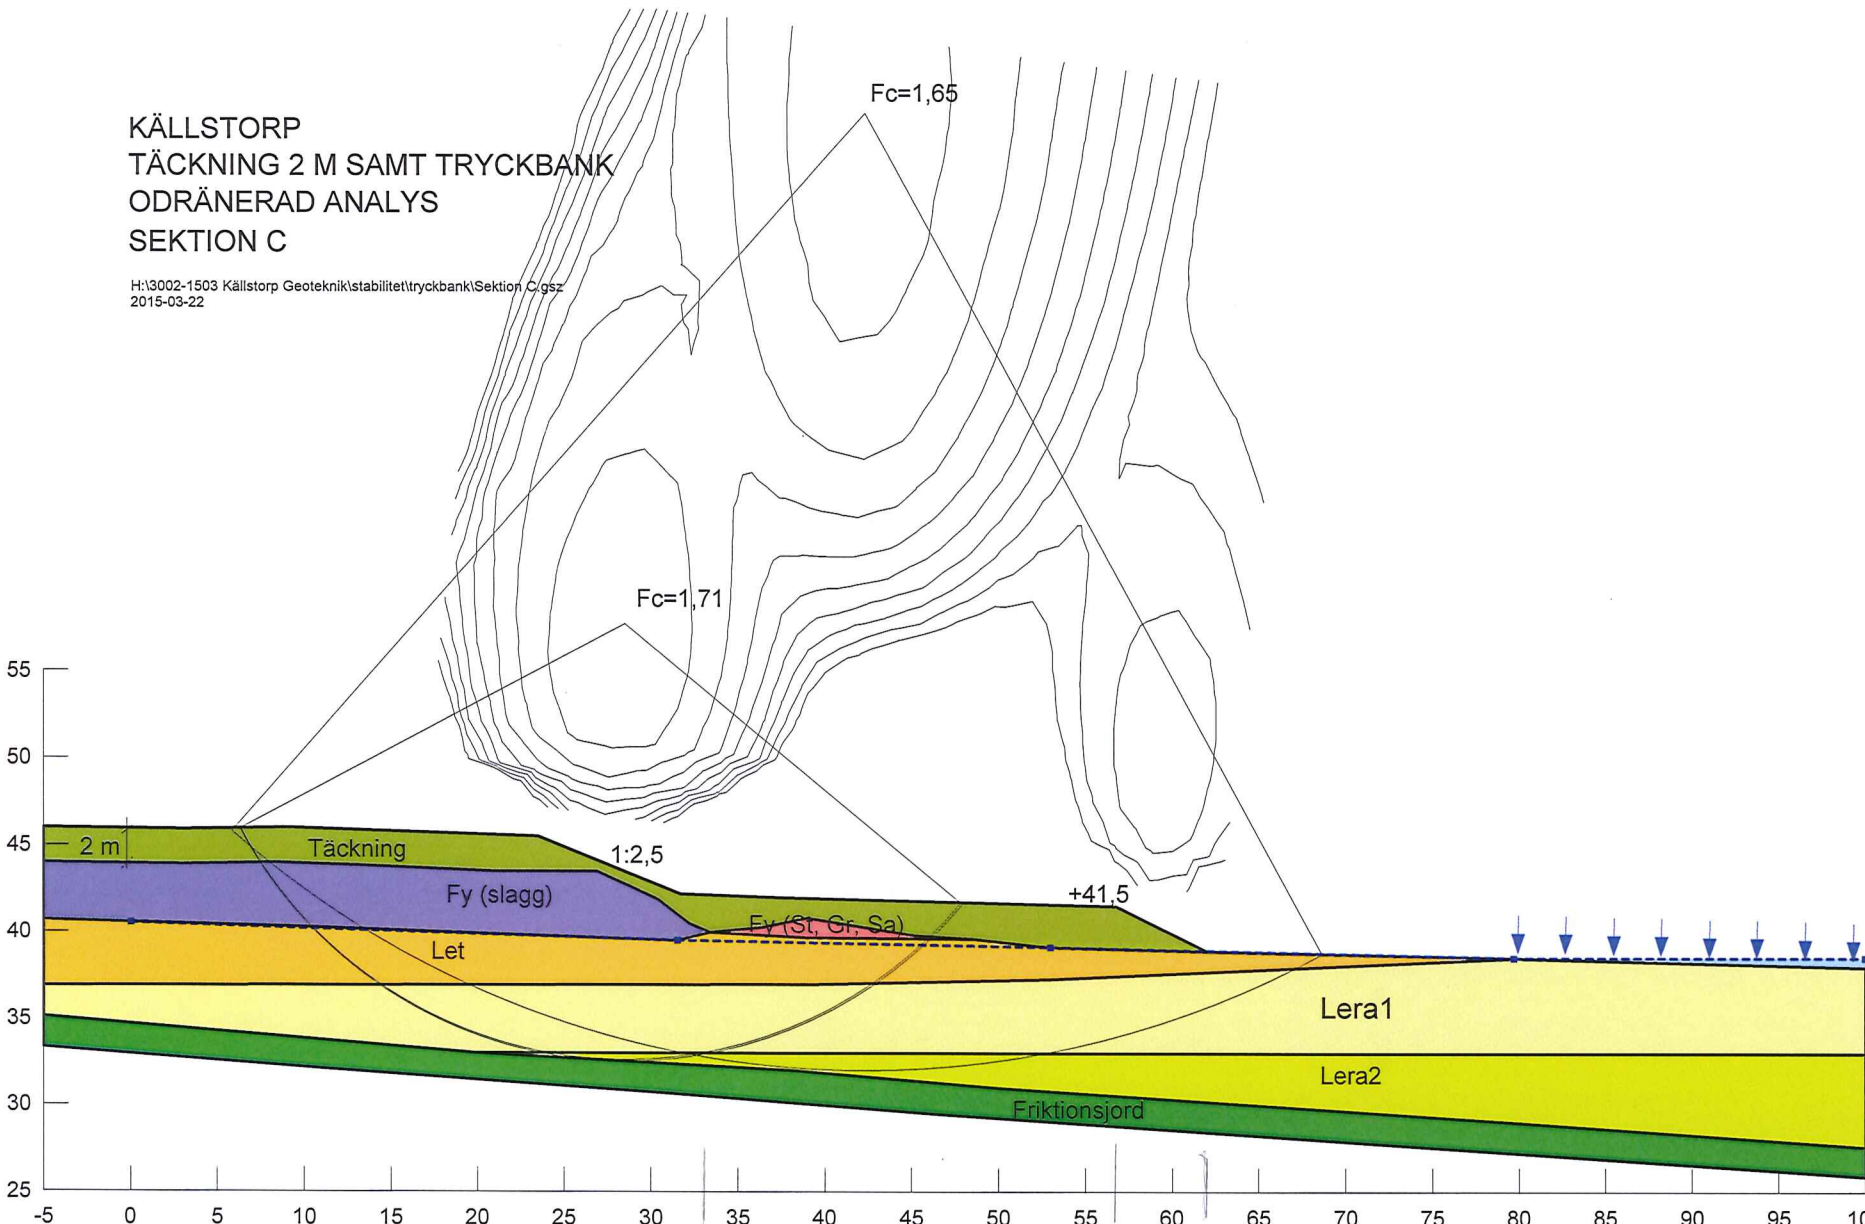 Fc=1,65
KÄLLSTORP
TÄCKNING 2 M SAMT TRYCKBANK
ODRÄNERAD ANALYS
SEKTION C
H:\3002-1503 Källstorp Geoteknik\stabilitet\tryckbank\Sektion C.gsz
2015-03-22
Fc=1,71
55
50
45
2 m
Täckning
1:2,5
Fy (slagg)
+41,5
40
Fy (St, Gr, Sa)
Let
35
Lera1
Lera2
30
Friktionsjord
25
-5 0 5 10 15 20 25 30 35 40 45 50 55 60 65 70 75 80 85 90 95